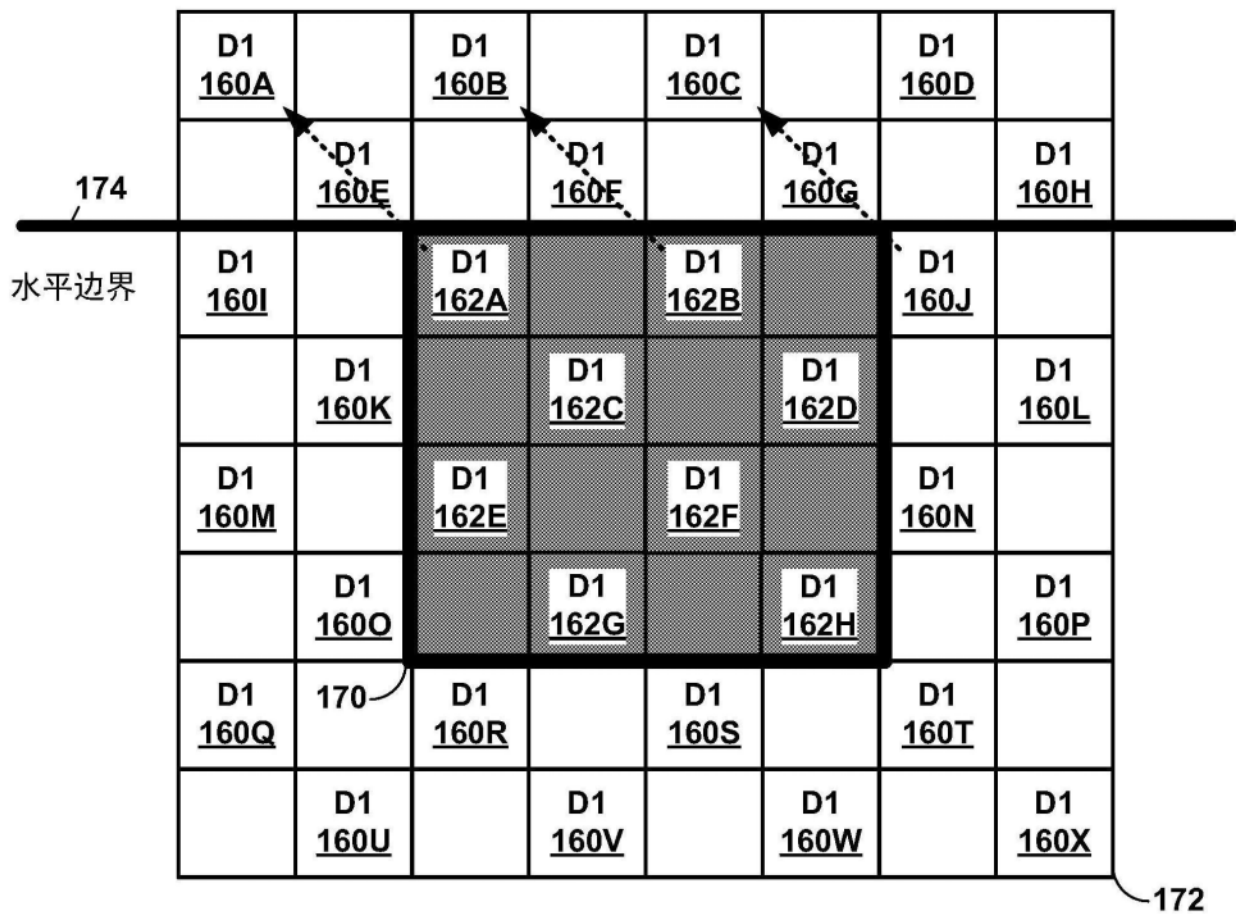 D1 D1 D1 D1
160A 160B 160C 160D
D1 D1 D1 D1
160E 160F 160G 160H
174
D1 D1 D1 D1
160I 162A 162B 160J
水平边界
D1 D1 D1 D1
160K 162C 162D 160L
D1 D1 D1 D1
160M 162E 162F 160N
D1 D1 D1 D1
160O 162G 162H 160P
170
D1 D1 D1 D1
160Q 160R 160S 160T
D1 D1 D1 D1
160U 160V 160W 160X
172